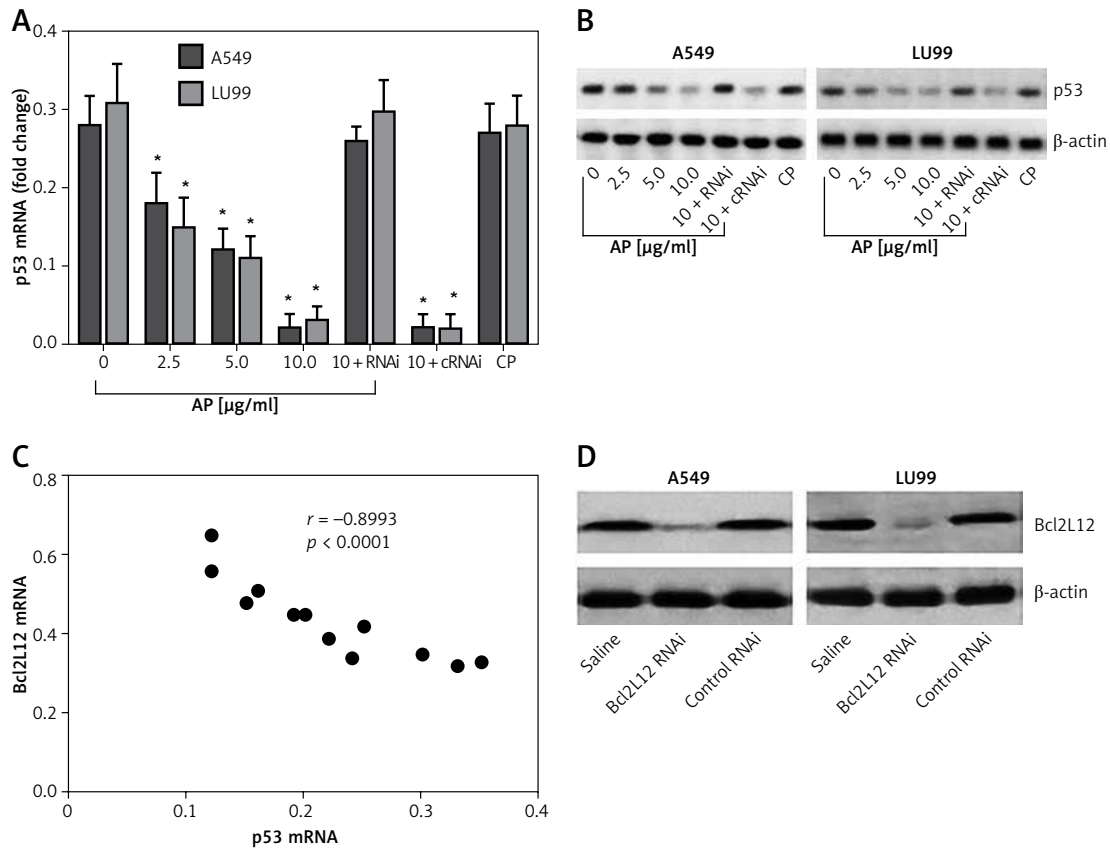 A
p53 mRNA (fold change)
0.4
0.3
0.2
0.1
0.0
A549
LU99
* *
* *
* *
* *
0 2.5 5.0 10.0 10 + RNAi 10 + cRNAi CP
AP [µg/ml]
B
A549 LU99
p53
β-actin
0 2.5 5.0 10.0 10 + RNAi 10 + cRNAi CP
0 2.5 5.0 10.0 10 + RNAi 10 + cRNAi CP
AP [µg/ml] AP [µg/ml]
C
Bcl2L12 mRNA
0.8
0.6
0.4
0.2
0.0
r = –0.8993
p < 0.0001
0 0.1 0.2 0.3 0.4
p53 mRNA
D
A549 LU99
Bcl2L12
β-actin
Saline Bcl2L12 RNAi Control RNAi
Saline Bcl2L12 RNAi Control RNAi